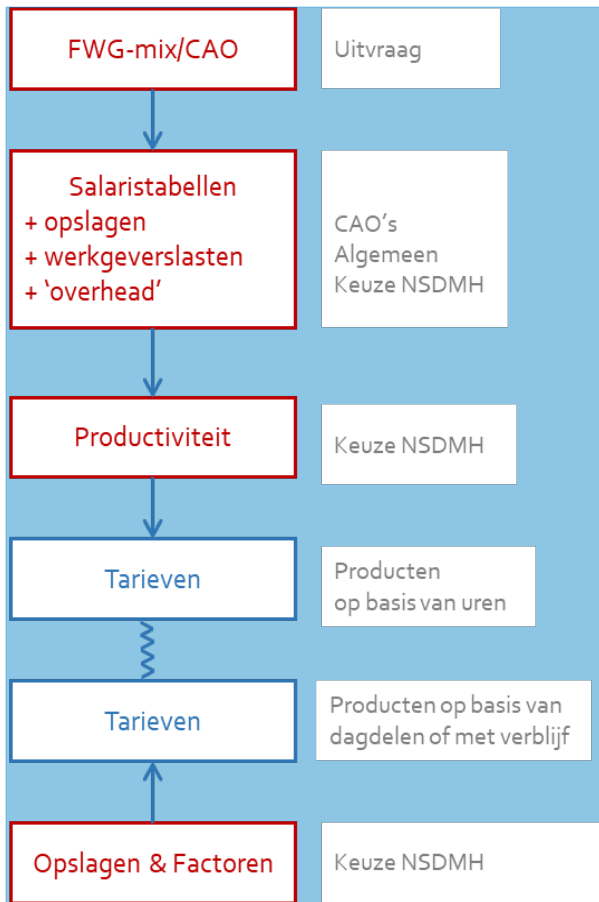 FWG-mix/CAO
Uitvraag
Salaristabellen
+ opslagen
+ werkgeverslasten
+ ‘overhead’
CAO’s
Algemeen
Keuze NSDMH
Productiviteit
Keuze NSDMH
Tarieven
Producten
op basis van uren
Tarieven
Producten op basis van
dagdelen of met verblijf
Opslagen & Factoren
Keuze NSDMH